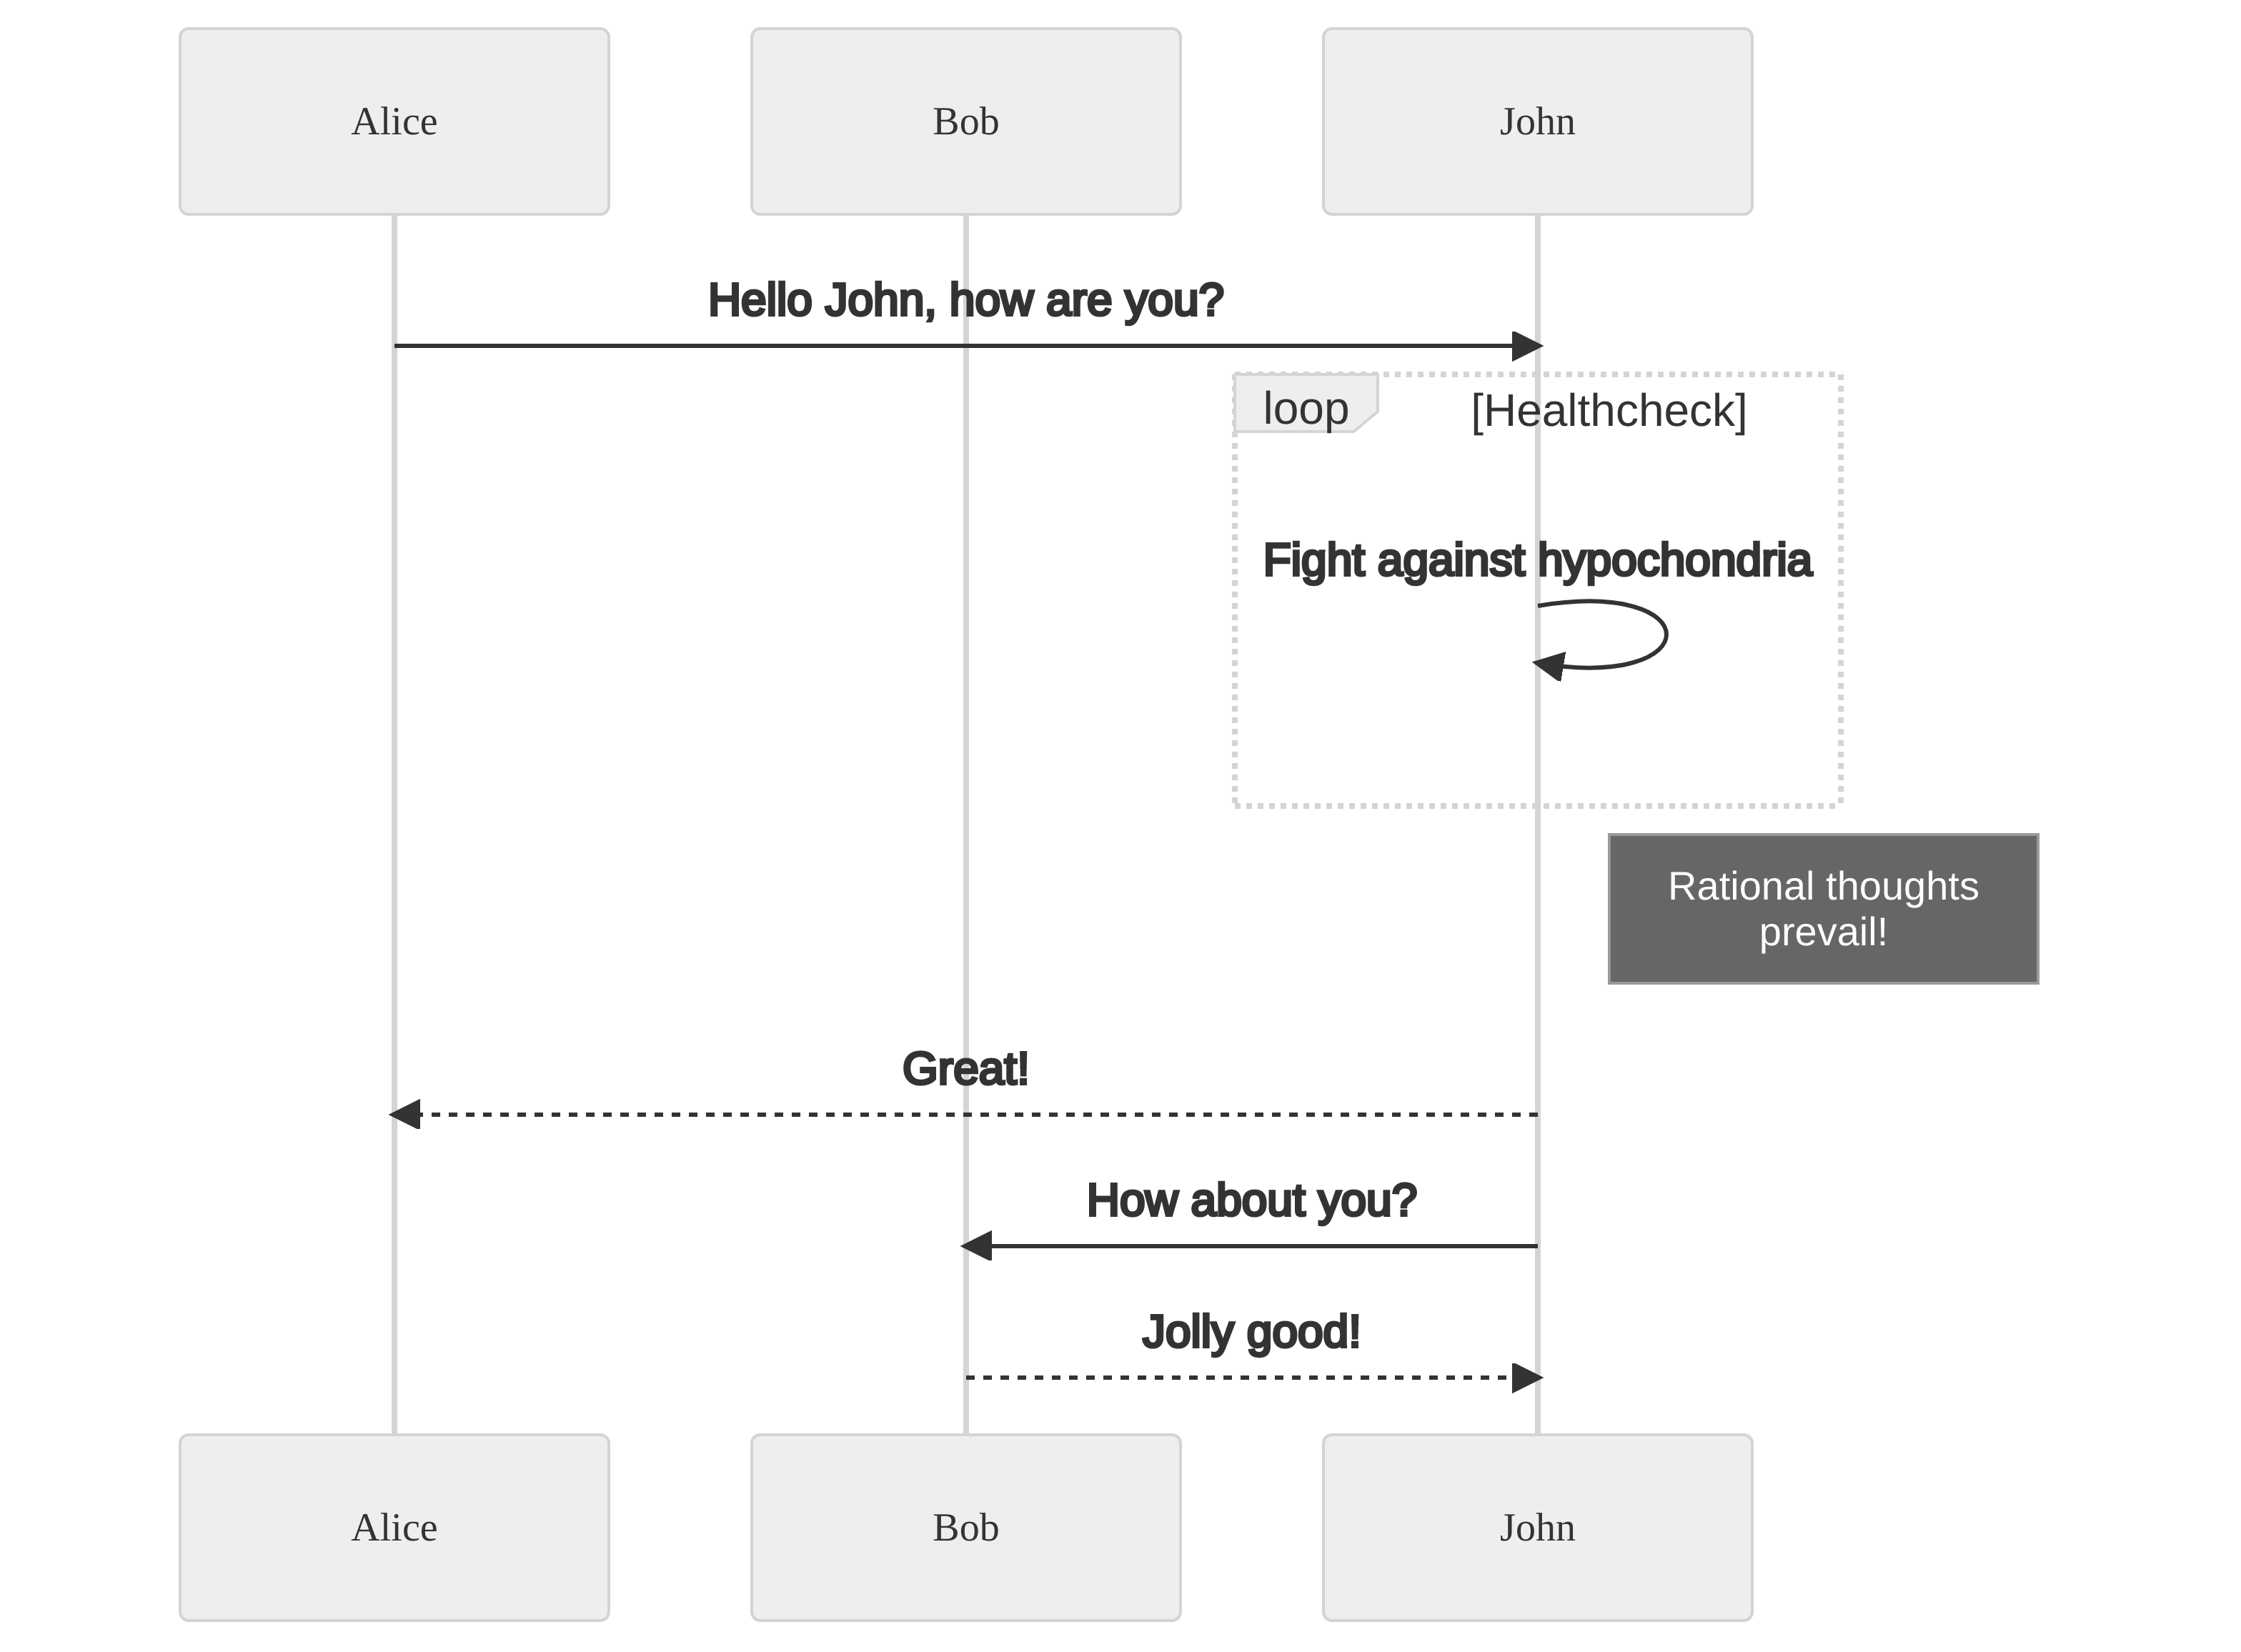 Alice
Bob
John
Hello John, how are you?
loop
[Healthcheck]
Fight against hypochondria
Rational thoughts
prevail!
Great!
How about you?
Jolly good!
Alice
Bob
John